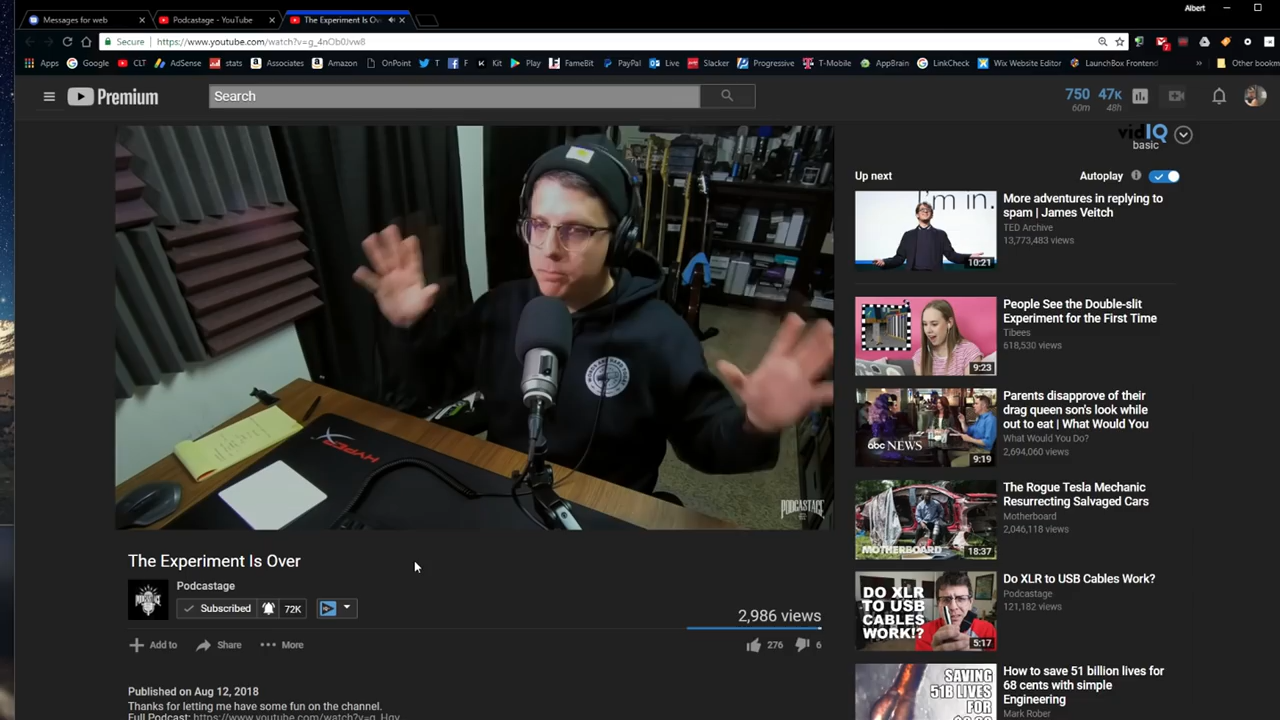 Albert
Messages for web
Podcastage - YouTube
The Experiment Is Ov
Secure
https://www.youtube.com/watch?v=g_4nOb0Jvw8
Apps Google CLT AdSense stats Associates Amazon OnPoint T F Kit Play FameBit PayPal Live Slacker Progressive T-Mobile AppBrain LinkCheck Wix Website Editor LaunchBox Frontend » Other bookm
Premium
Search
750 47K
60m 48h
vidIQ
basic
Up next
Autoplay
I'm in.
10:21
More adventures in replying to
spam | James Veitch
TED Archive
13,773,483 views
9:23
People See the Double-slit
Experiment for the First Time
Tibees
618,530 views
abc NEWS
9:19
Parents disapprove of their
drag queen son's look while
out to eat | What Would You
What Would You Do?
2,694,060 views
MOTHERBOARD
18:37
The Rogue Tesla Mechanic
Resurrecting Salvaged Cars
Motherboard
2,046,118 views
DO XLR
TO USB
CABLES
WORK!?
5:17
Do XLR to USB Cables Work?
Podcastage
121,182 views
SAVING
51B LIVES
FOR
How to save 51 billion lives for
68 cents with simple
Engineering
Mark Rober
HYPERX
PODCASTAGE
The Experiment Is Over
Podcastage
Subscribed 72K
2,986 views
Add to Share More
276 6
Published on Aug 12, 2018
Thanks for letting me have some fun on the channel.
Full Podcast: https://www.youtube.com/watch?v=g_